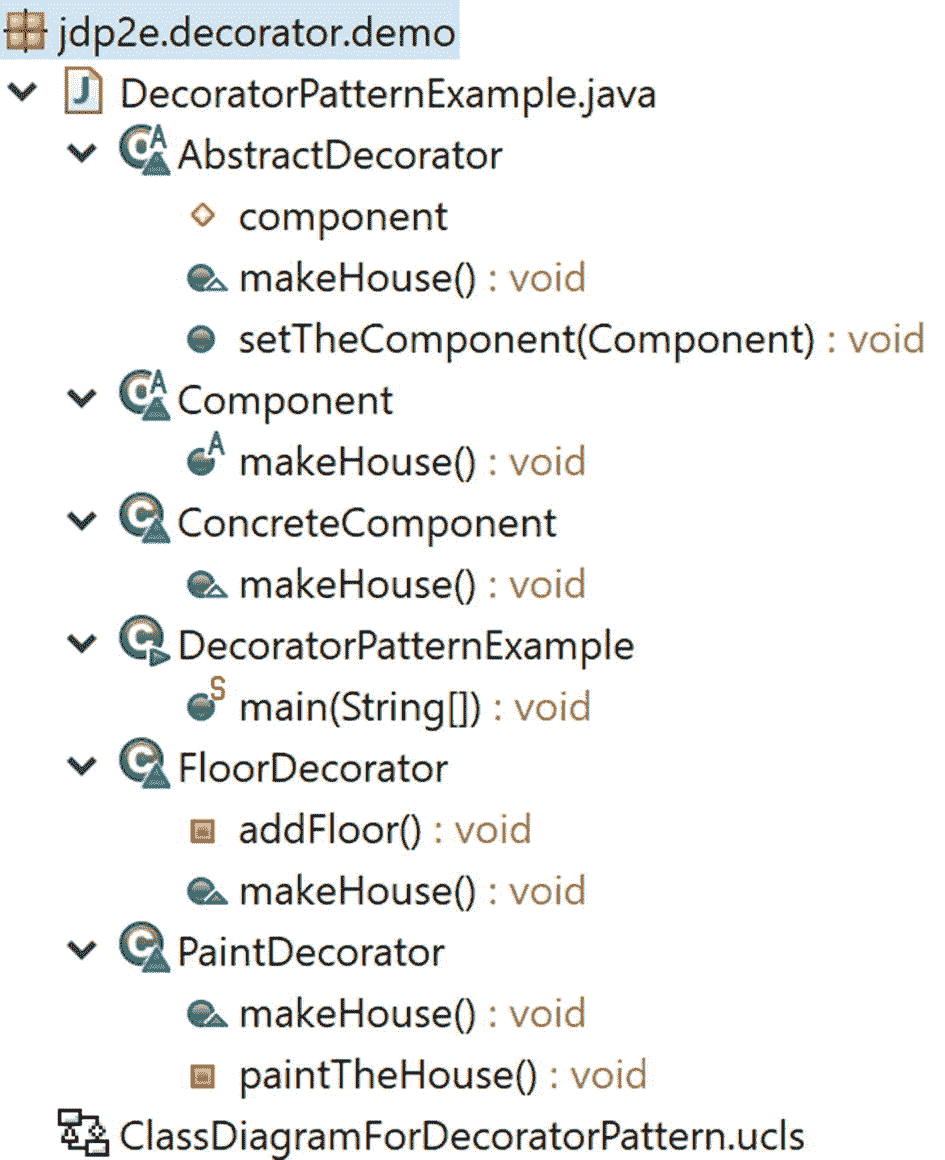 jdp2e.decorator.demo
DecoratorPatternExample.java
AbstractDecorator
component
makeHouse() : void
setTheComponent(Component) : void
Component
makeHouse() : void
ConcreteComponent
makeHouse() : void
DecoratorPatternExample
main(String[]) : void
FloorDecorator
addFloor() : void
makeHouse() : void
PaintDecorator
makeHouse() : void
paintTheHouse() : void
ClassDiagramForDecoratorPattern.ucls